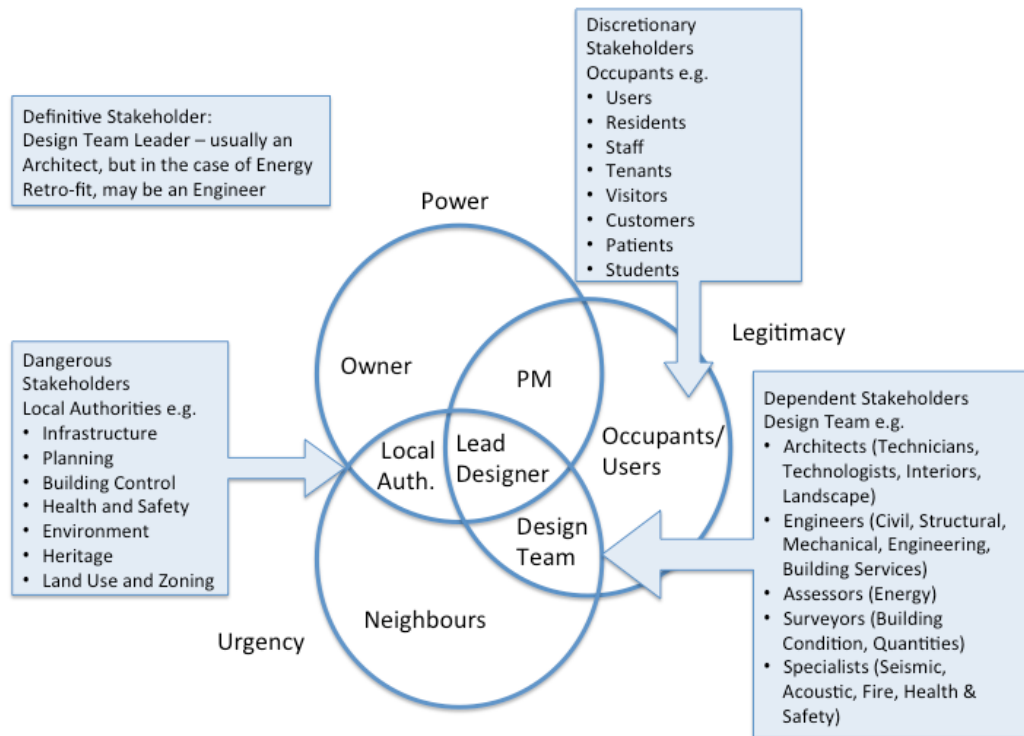 Definitive Stakeholder:
Design Team Leader – usually an
Architect, but in the case of Energy
Retro-fit, may be an Engineer
Discretionary
Stakeholders
Occupants e.g.
• Users
• Residents
• Staff
• Tenants
• Visitors
• Customers
• Patients
• Students
Power
Legitimacy
Dangerous
Stakeholders
Local Authorities e.g.
• Infrastructure
• Planning
• Building Control
• Health and Safety
• Environment
• Heritage
• Land Use and Zoning
Owner
PM
Local
Auth.
Lead
Designer
Occupants/
Users
Design
Team
Neighbours
Urgency
Dependent Stakeholders
Design Team e.g.
• Architects (Technicians,
Technologists, Interiors,
Landscape)
• Engineers (Civil, Structural,
Mechanical, Engineering,
Building Services)
• Assessors (Energy)
• Surveyors (Building
Condition, Quantities)
• Specialists (Seismic,
Acoustic, Fire, Health &
Safety)